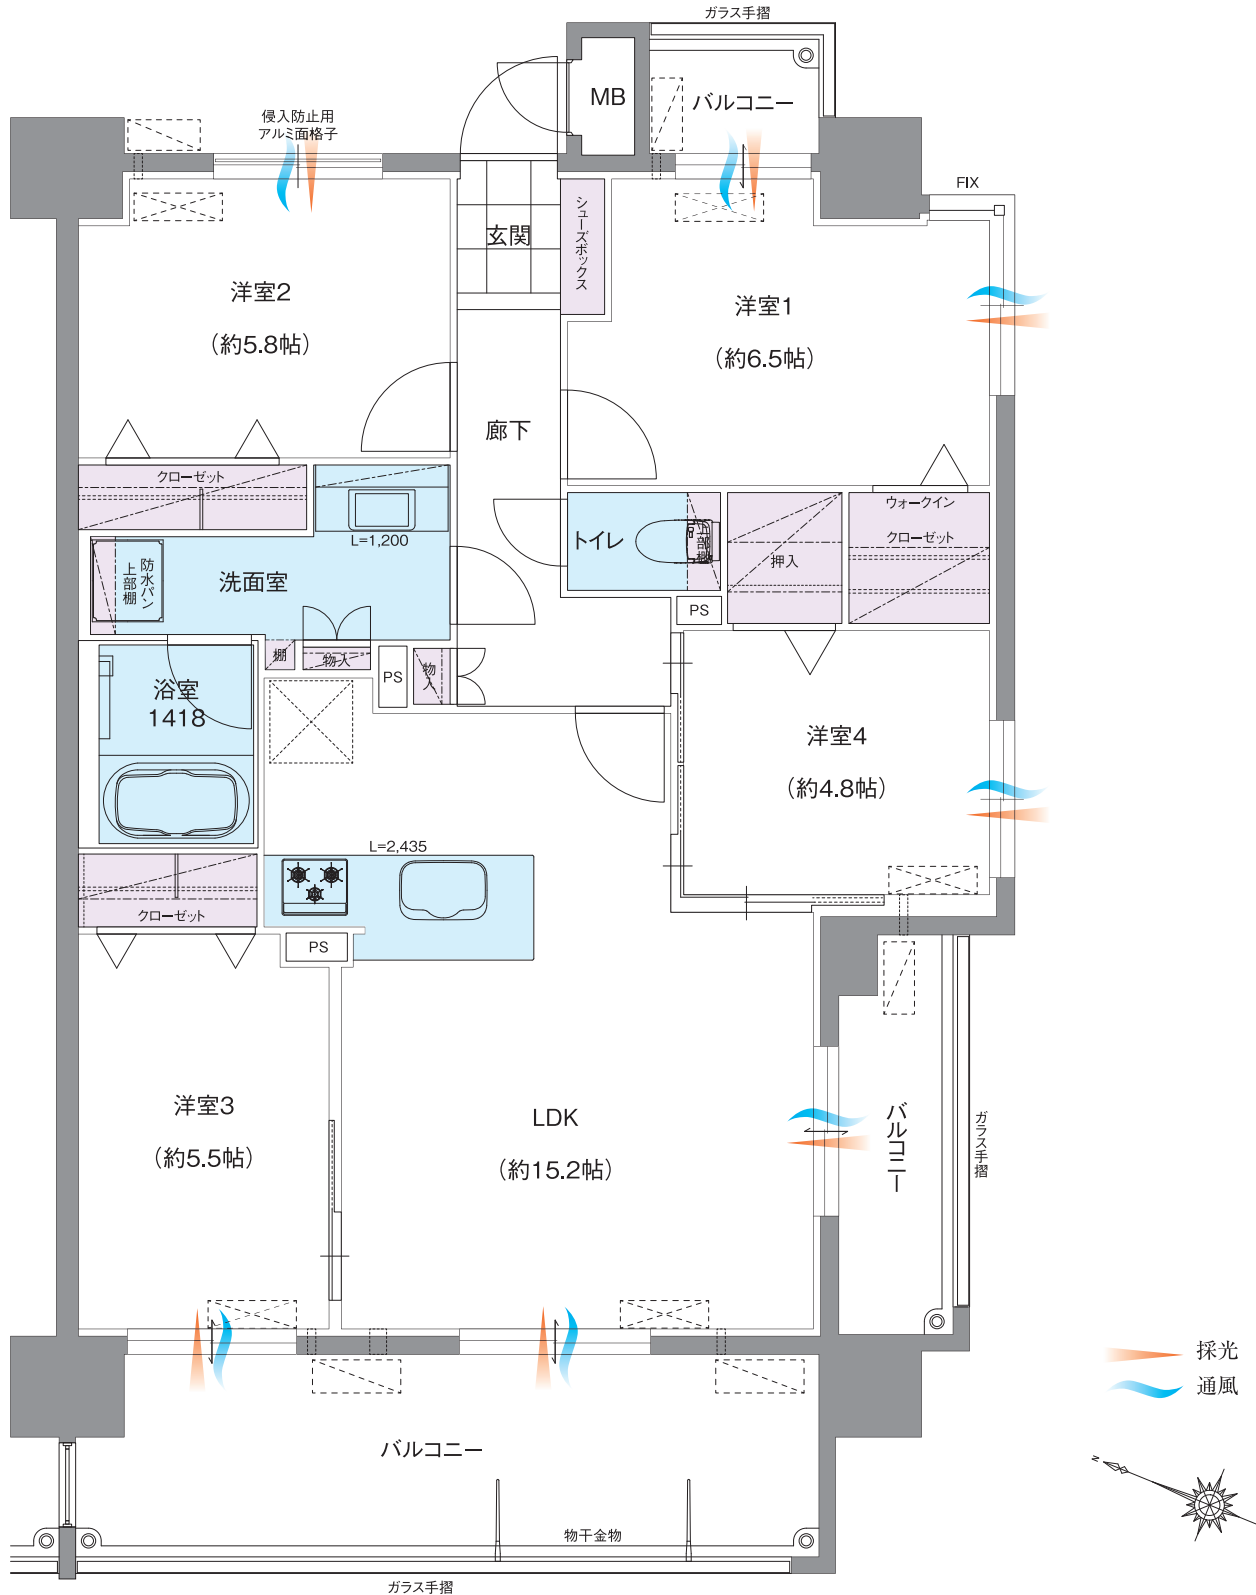 ガラス手摺
MB
バルコニー
侵入防止用
アルミ面格子
FIX
玄関
シューズボックス
洋室2
(約5.8帖)
洋室1
(約6.5帖)
廊下
クローゼット
L=1,200
トイレ
上部棚
押入
ウォークイン
クローゼット
防水パン
上部棚
洗面室
PS
棚
物入
PS
物入
浴室
1418
洋室4
(約4.8帖)
L=2,435
クローゼット
PS
洋室3
(約5.5帖)
LDK
(約15.2帖)
バルコニー
ガラス手摺
採光
通風
バルコニー
N
物干金物
ガラス手摺